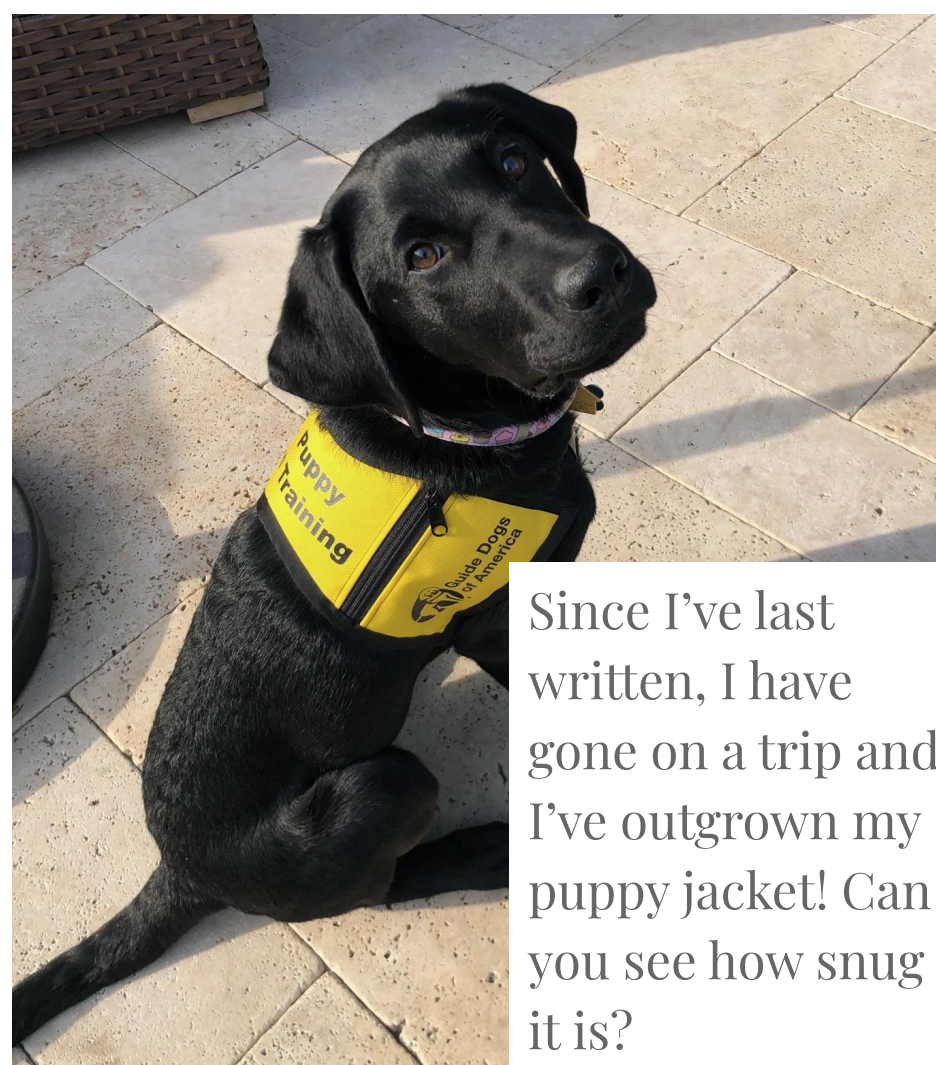 Puppy
Training
Guide Dogs
of America
Since I’ve last
written, I have
gone on a trip and
I’ve outgrown my
puppy jacket! Can
you see how snug
it is?